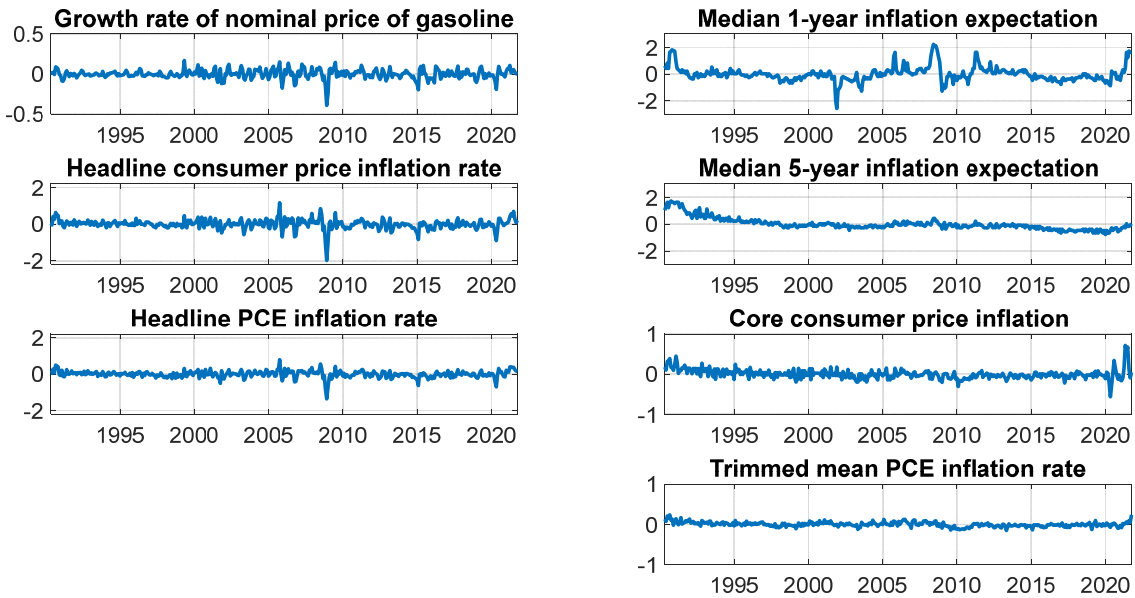 Growth rate of nominal price of gasoline
0.5
0
-0.5
1995 2000 2005 2010 2015 2020
Headline consumer price inflation rate
2
0
-2
1995 2000 2005 2010 2015 2020
Headline PCE inflation rate
2
0
-2
1995 2000 2005 2010 2015 2020
Median 1-year inflation expectation
2
0
-2
1995 2000 2005 2010 2015 2020
Median 5-year inflation expectation
2
0
-2
1995 2000 2005 2010 2015 2020
Core consumer price inflation
1
0
-1
1995 2000 2005 2010 2015 2020
Trimmed mean PCE inflation rate
1
0
-1
1995 2000 2005 2010 2015 2020